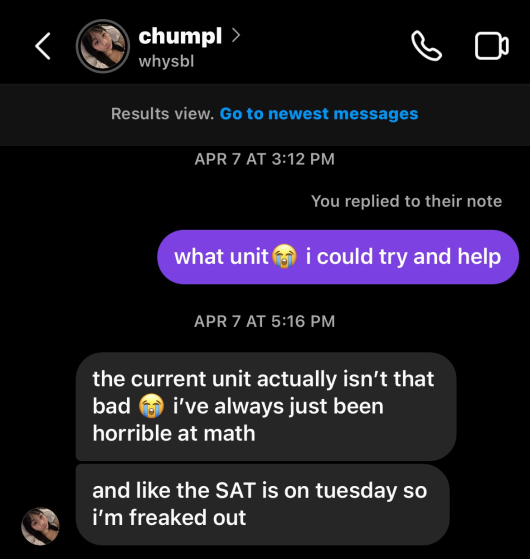 chumpl
whysbl
Results view. Go to newest messages
APR 7 AT 3:12 PM
You replied to their note
what unit😭 i could try and help
APR 7 AT 5:16 PM
the current unit actually isn’t that
bad 😭 i’ve always just been
horrible at math
and like the SAT is on tuesday so
i’m freaked out